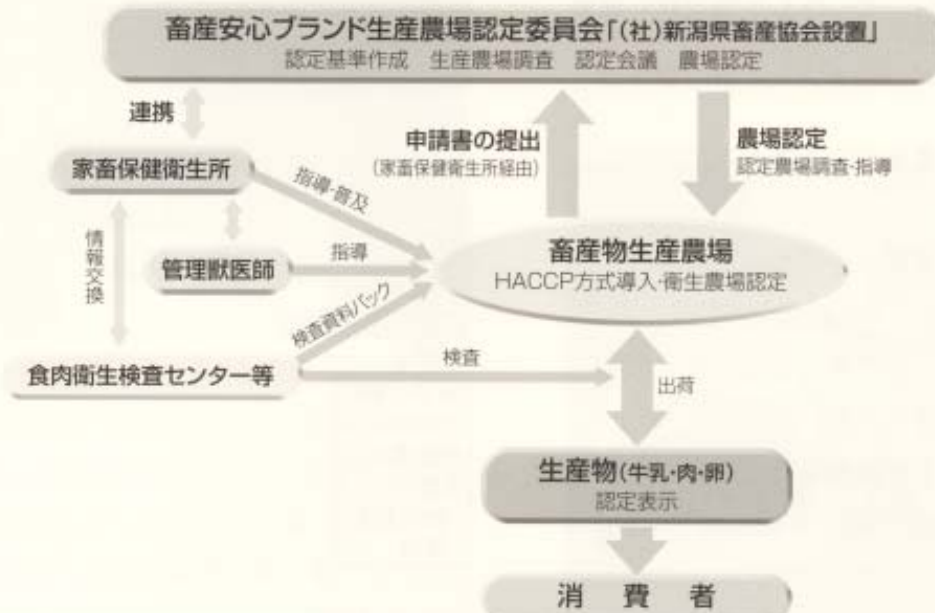 畜産安心ブランド生産農場認定委員会「(社)新潟県畜産協会設置」
認定基準作成 生産農場調査 認定会議 農場認定
連携
申請書の提出
(家畜保健衛生所経由)
農場認定
認定農場調査・指導
家畜保健衛生所
指導・普及
情報交換
管理獣医師
指導
畜産物生産農場
HACCP方式導入・衛生農場認定
検査資料バック
食肉衛生検査センター等
検査
出荷
生産物(牛乳・肉・卵)
認定表示
消費者